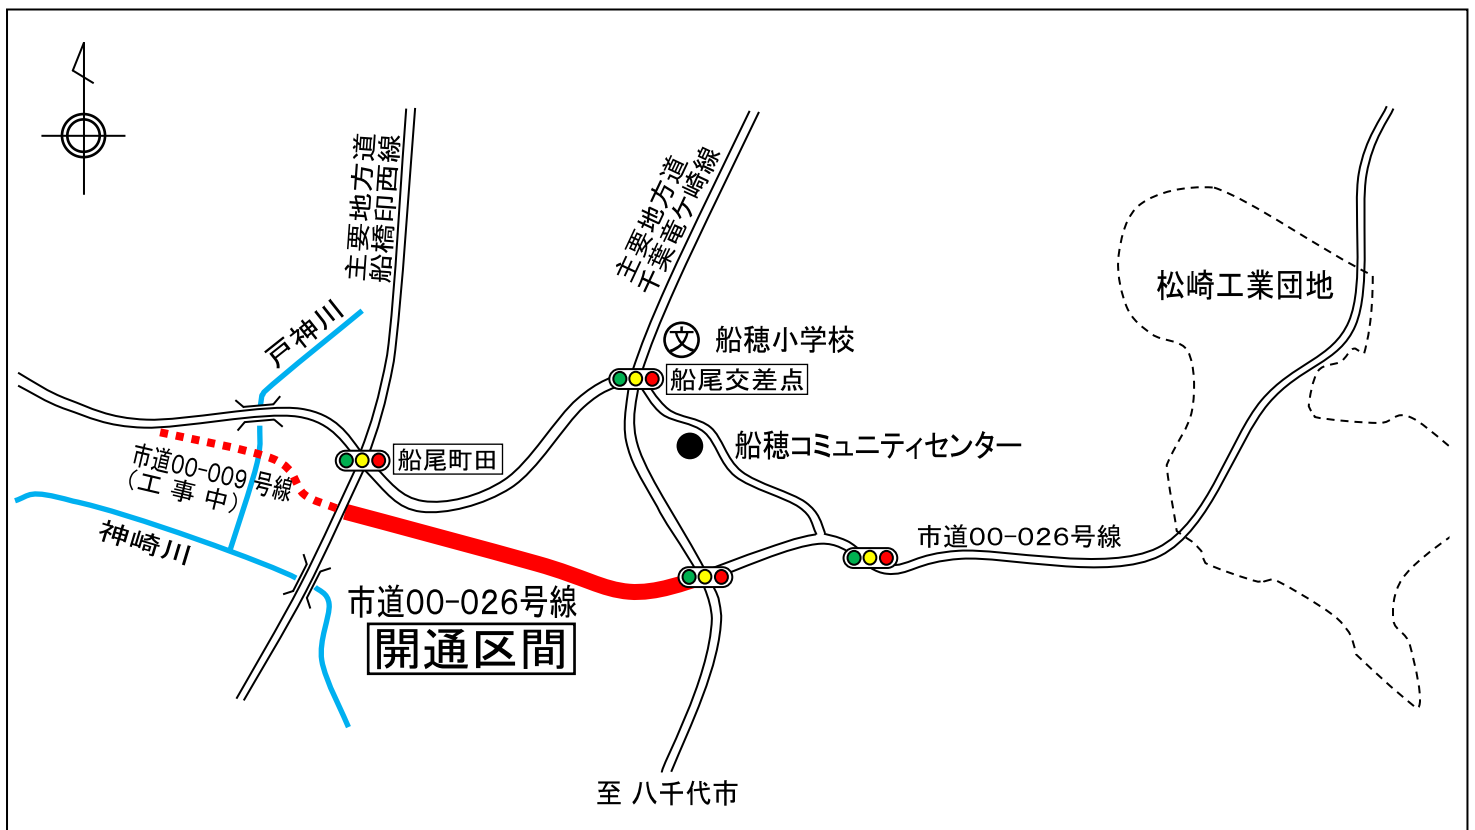 主要地方道
船橋印西線
主要地方道
千葉竜ケ崎線
松崎工業団地
戸神川
文 船穂小学校
船尾交差点
船穂コミュニティセンター
船尾町田
市道00-009号線
(工事中)
神崎川
市道00-026号線
市道00-026号線
開通区間
至 八千代市